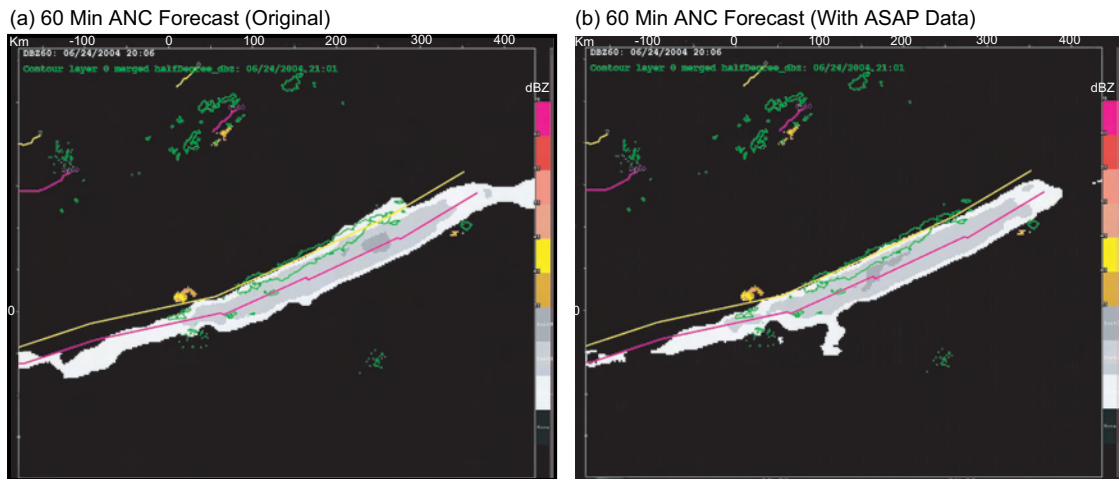 (a) 60 Min ANC Forecast (Original)
Km -100 0 100 200 300 400
DBZ60: 06/24/2004 20:06
Contour layer 0 merged halfDegree_dbz: 06/24/2004,21:01
dBZ
0
(b) 60 Min ANC Forecast (With ASAP Data)
Km -100 0 100 200 300 400
DBZ60: 06/24/2004 20:06
Contour layer 0 merged halfDegree_dbz: 06/24/2004,21:01
dBZ
0